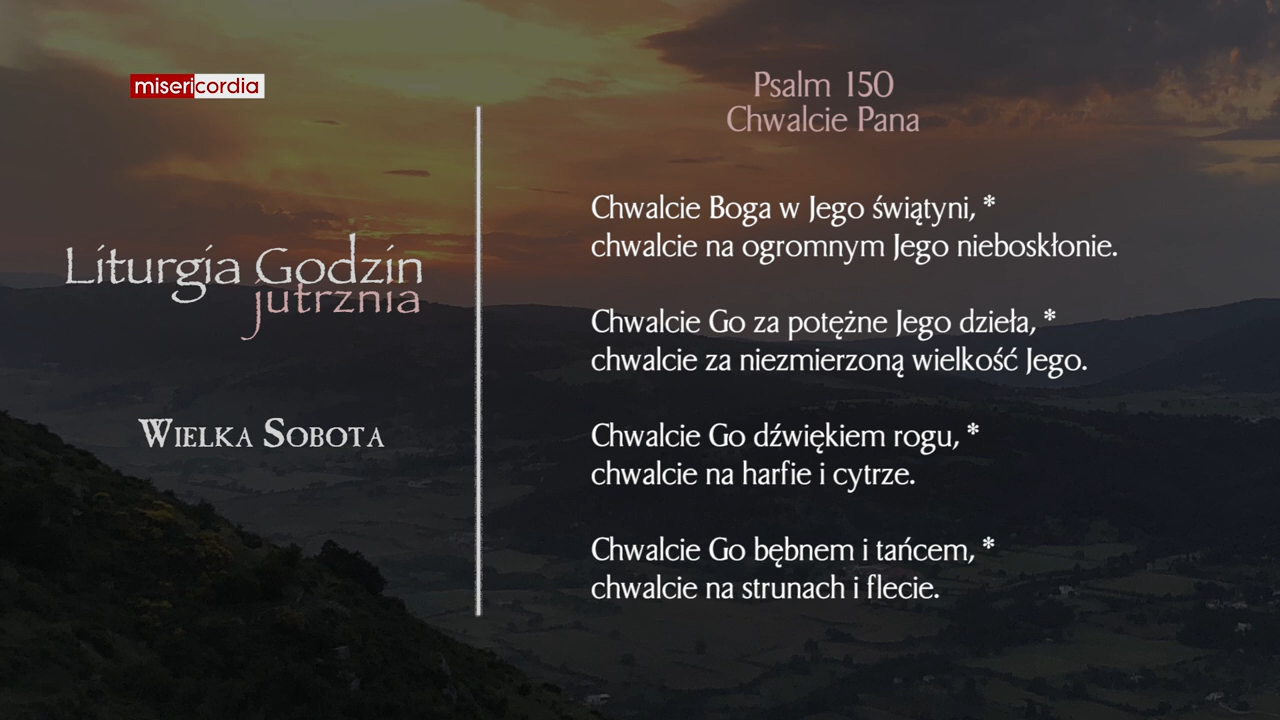 misericordia
Liturgia Godzin
jutrznia
Wielka Sobota
Psalm 150
Chwalcie Pana
Chwalcie Boga w Jego świątyni, *
chwalcie na ogromnym Jego nieboskłonie.
Chwalcie Go za potężne Jego dzieła, *
chwalcie za niezmierzoną wielkość Jego.
Chwalcie Go dźwiękiem rogu, *
chwalcie na harfie i cytrze.
Chwalcie Go bębnem i tańcem, *
chwalcie na strunach i flecie.